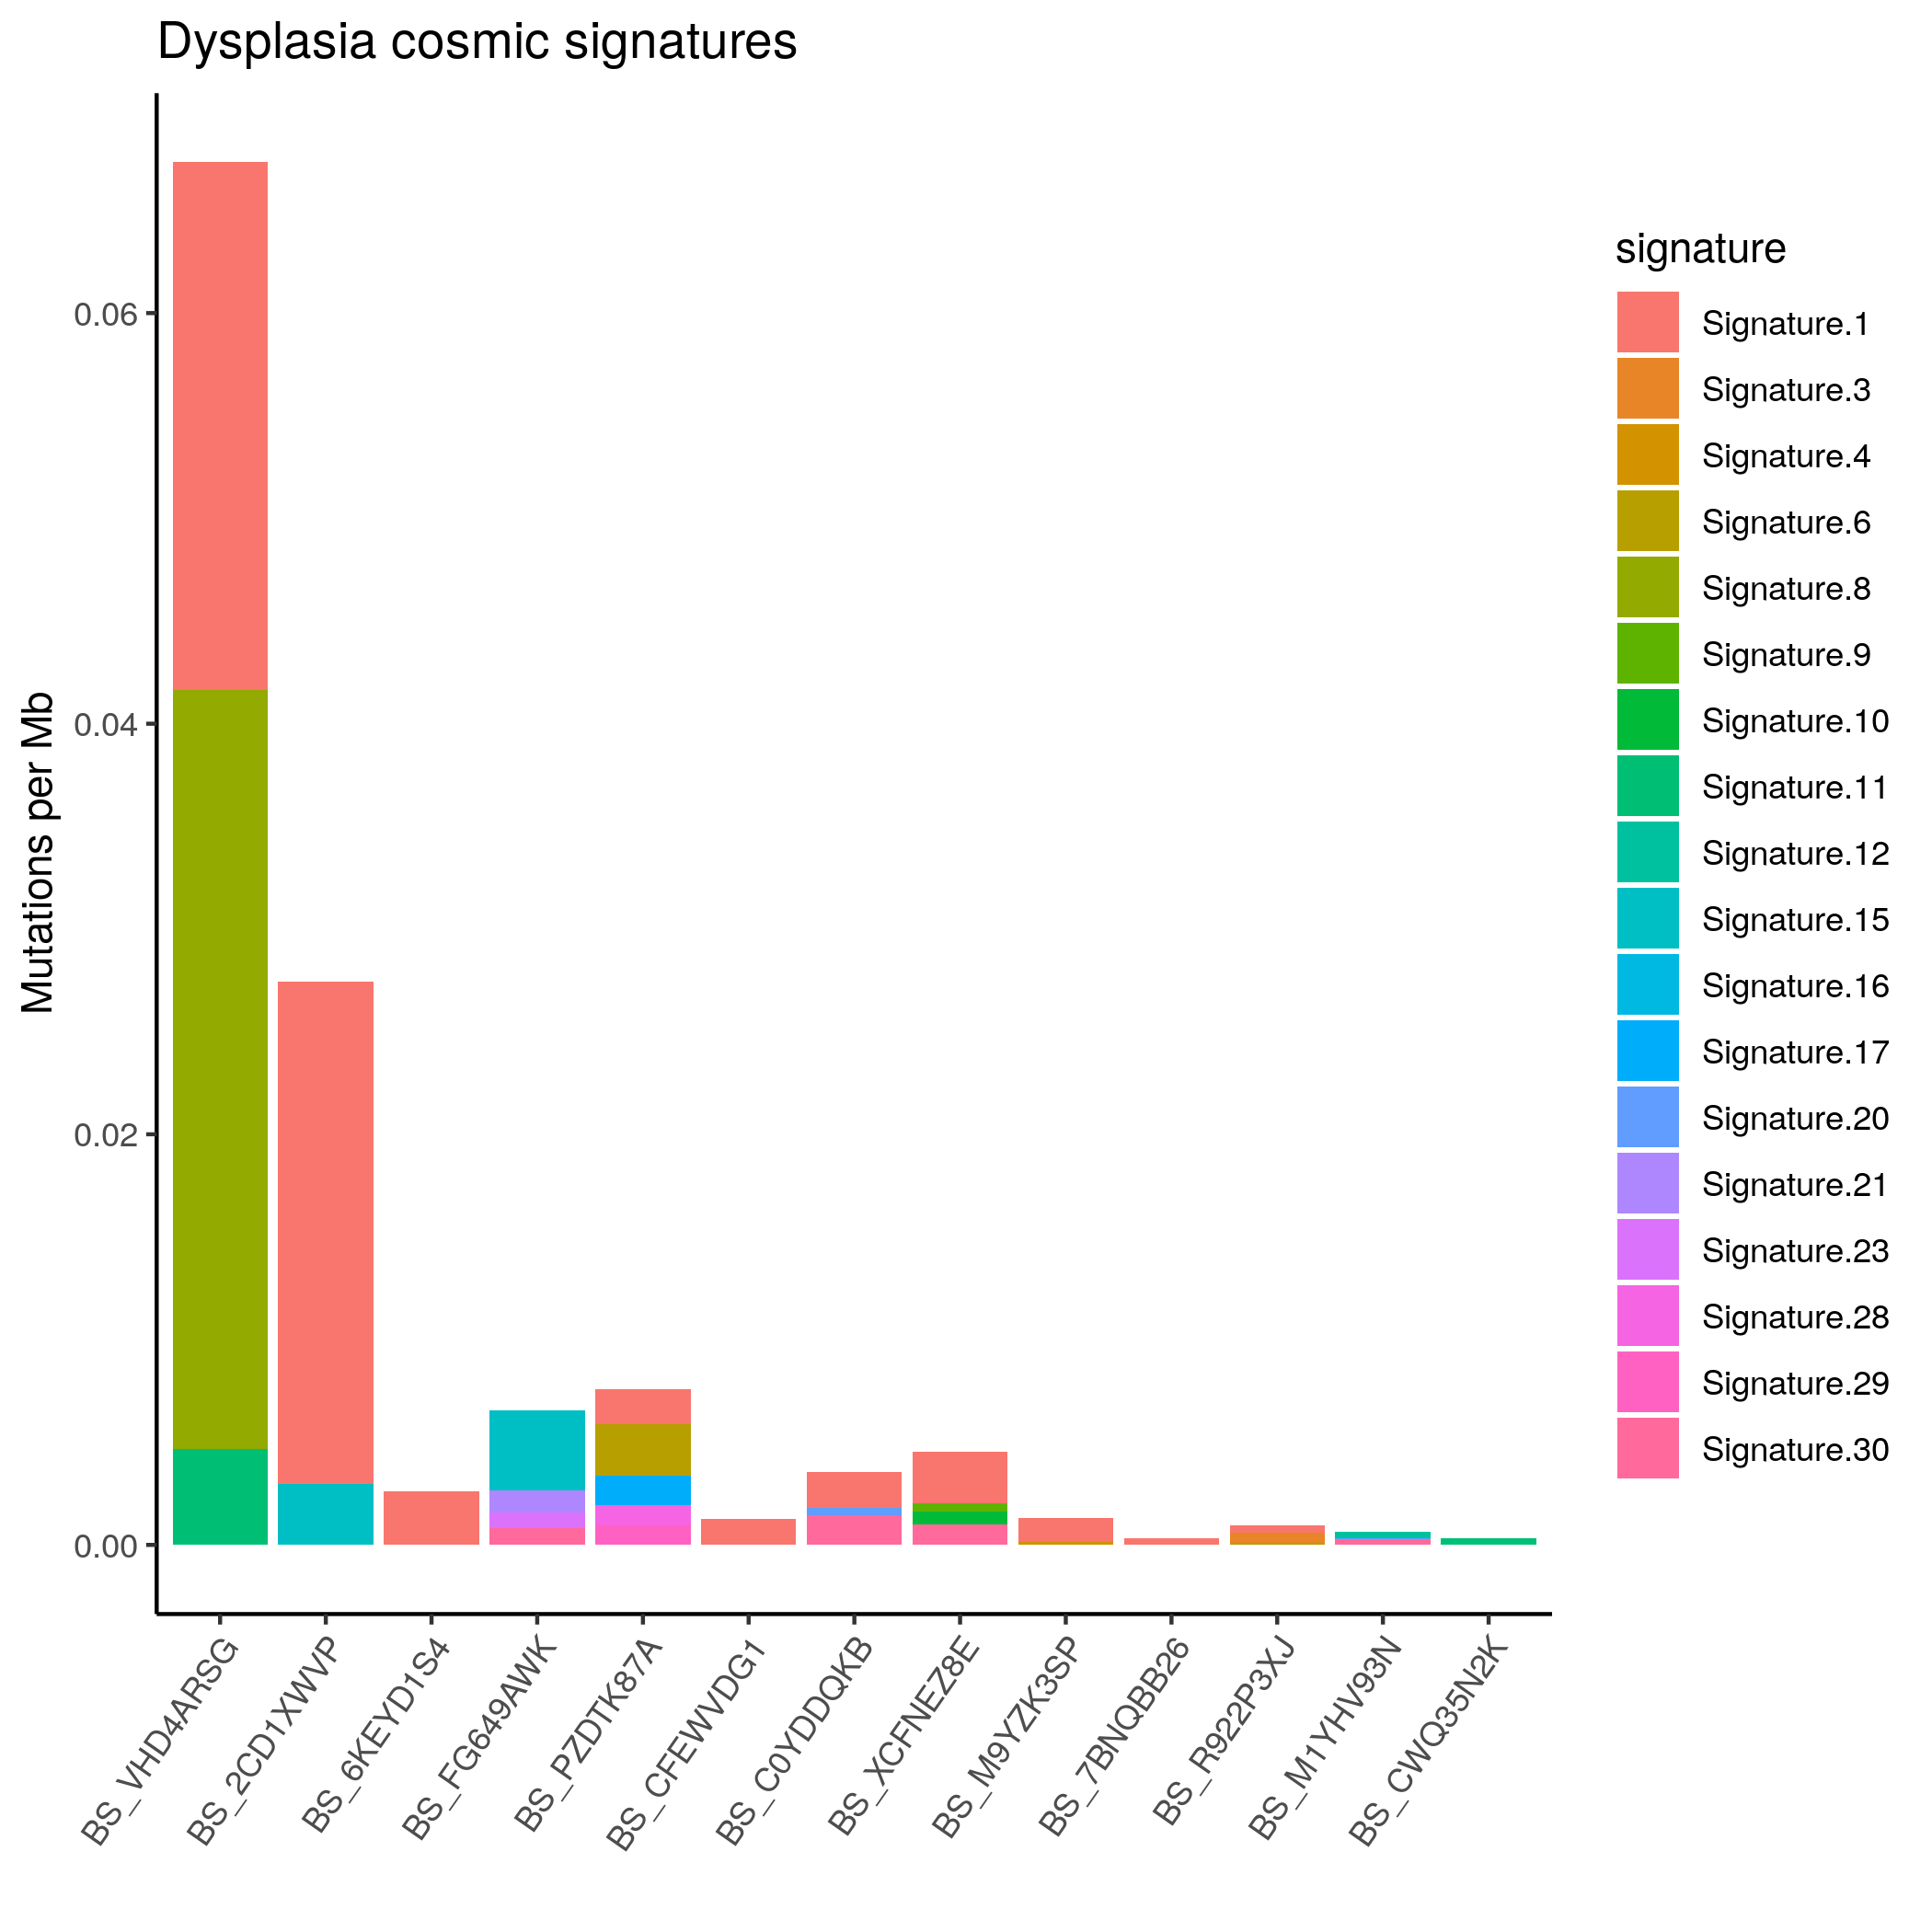 Dysplasia cosmic signatures
Mutations per Mb
0.06
0.04
0.02
0.00
BS_VHD4ARSG
BS_2CD1XWVP
BS_6KEYD1S4
BS_FG649AWK
BS_PZDTK87A
BS_CFEWVDG1
BS_C0YDDQKB
BS_XCFNEZ8E
BS_M9YZK3SP
BS_7BNQBB26
BS_R922P3XJ
BS_M1YHV93N
BS_CWQ35N2K
signature
Signature.1
Signature.3
Signature.4
Signature.6
Signature.8
Signature.9
Signature.10
Signature.11
Signature.12
Signature.15
Signature.16
Signature.17
Signature.20
Signature.21
Signature.23
Signature.28
Signature.29
Signature.30